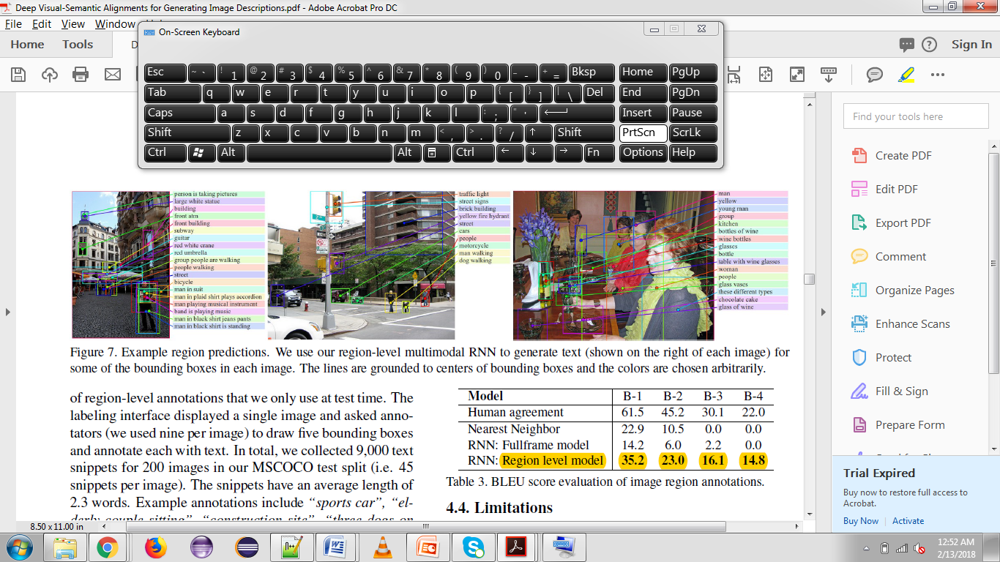 Deep Visual-Semantic Alignments for Generating Image Descriptions.pdf - Adobe Acrobat Pro DC
File Edit View Window
On-Screen Keyboard
Home Tools D
Sign In
Esc ~ ` ! 1 @ 2 # 3 $ 4 % 5 ^ 6 & 7 * 8 ( 9 ) 0 _ - + = Bksp Home PgUp
Tab q w e r t y u i o p { [ } ] | \ Del End PgDn
Caps a s d f g h j k l : ; " ' Insert Pause
Shift z x c v b n m < , > . ? / ↑ Shift PrtScn ScrLk
Ctrl Alt Alt Ctrl ← ↓ → Fn Options Help
Find your tools here
Create PDF
Edit PDF
Export PDF
Comment
Organize Pages
Enhance Scans
Protect
Fill & Sign
Prepare Form
person is taking pictures
large white statue
building
front atm
front building
subway
guitar
red white crane
red umbrella
group people are walking
people walking
street
bicycle
man in suit
man in plaid shirt plays accordion
man playing musical instrument
band is playing music
man in black shirt jeans pants
man in black shirt is standing
traffic light
street signs
brick building
yellow fire hydrant
street
cars
people
motorcycle
man walking
dog walking
man
yellow
young man
group
kitchen
bottles of wine
wine bottles
glasses
bottle
table with wine glasses
woman
people
glass vases
these different types
chocolate cake
glass of wine
Figure 7. Example region predictions. We use our region-level multimodal RNN to generate text (shown on the right of each image) for
some of the bounding boxes in each image. The lines are grounded to centers of bounding boxes and the colors are chosen arbitrarily.
of region-level annotations that we only use at test time. The
labeling interface displayed a single image and asked anno-
tators (we used nine per image) to draw five bounding boxes
and annotate each with text. In total, we collected 9,000 text
snippets for 200 images in our MSCOCO test split (i.e. 45
snippets per image). The snippets have an average length of
2.3 words. Example annotations include “sports car”, “el-
derly couple sitting”, “construction site”, “three dogs on
Model B-1 B-2 B-3 B-4
Human agreement 61.5 45.2 30.1 22.0
Nearest Neighbor 22.9 10.5 0.0 0.0
RNN: Fullframe model 14.2 6.0 2.2 0.0
RNN: Region level model 35.2 23.0 16.1 14.8
Table 3. BLEU score evaluation of image region annotations.
4.4. Limitations
Trial Expired
Buy now to restore full access to
Acrobat.
Buy Now | Activate
8.50 x 11.00 in
12:52 AM
2/13/2018